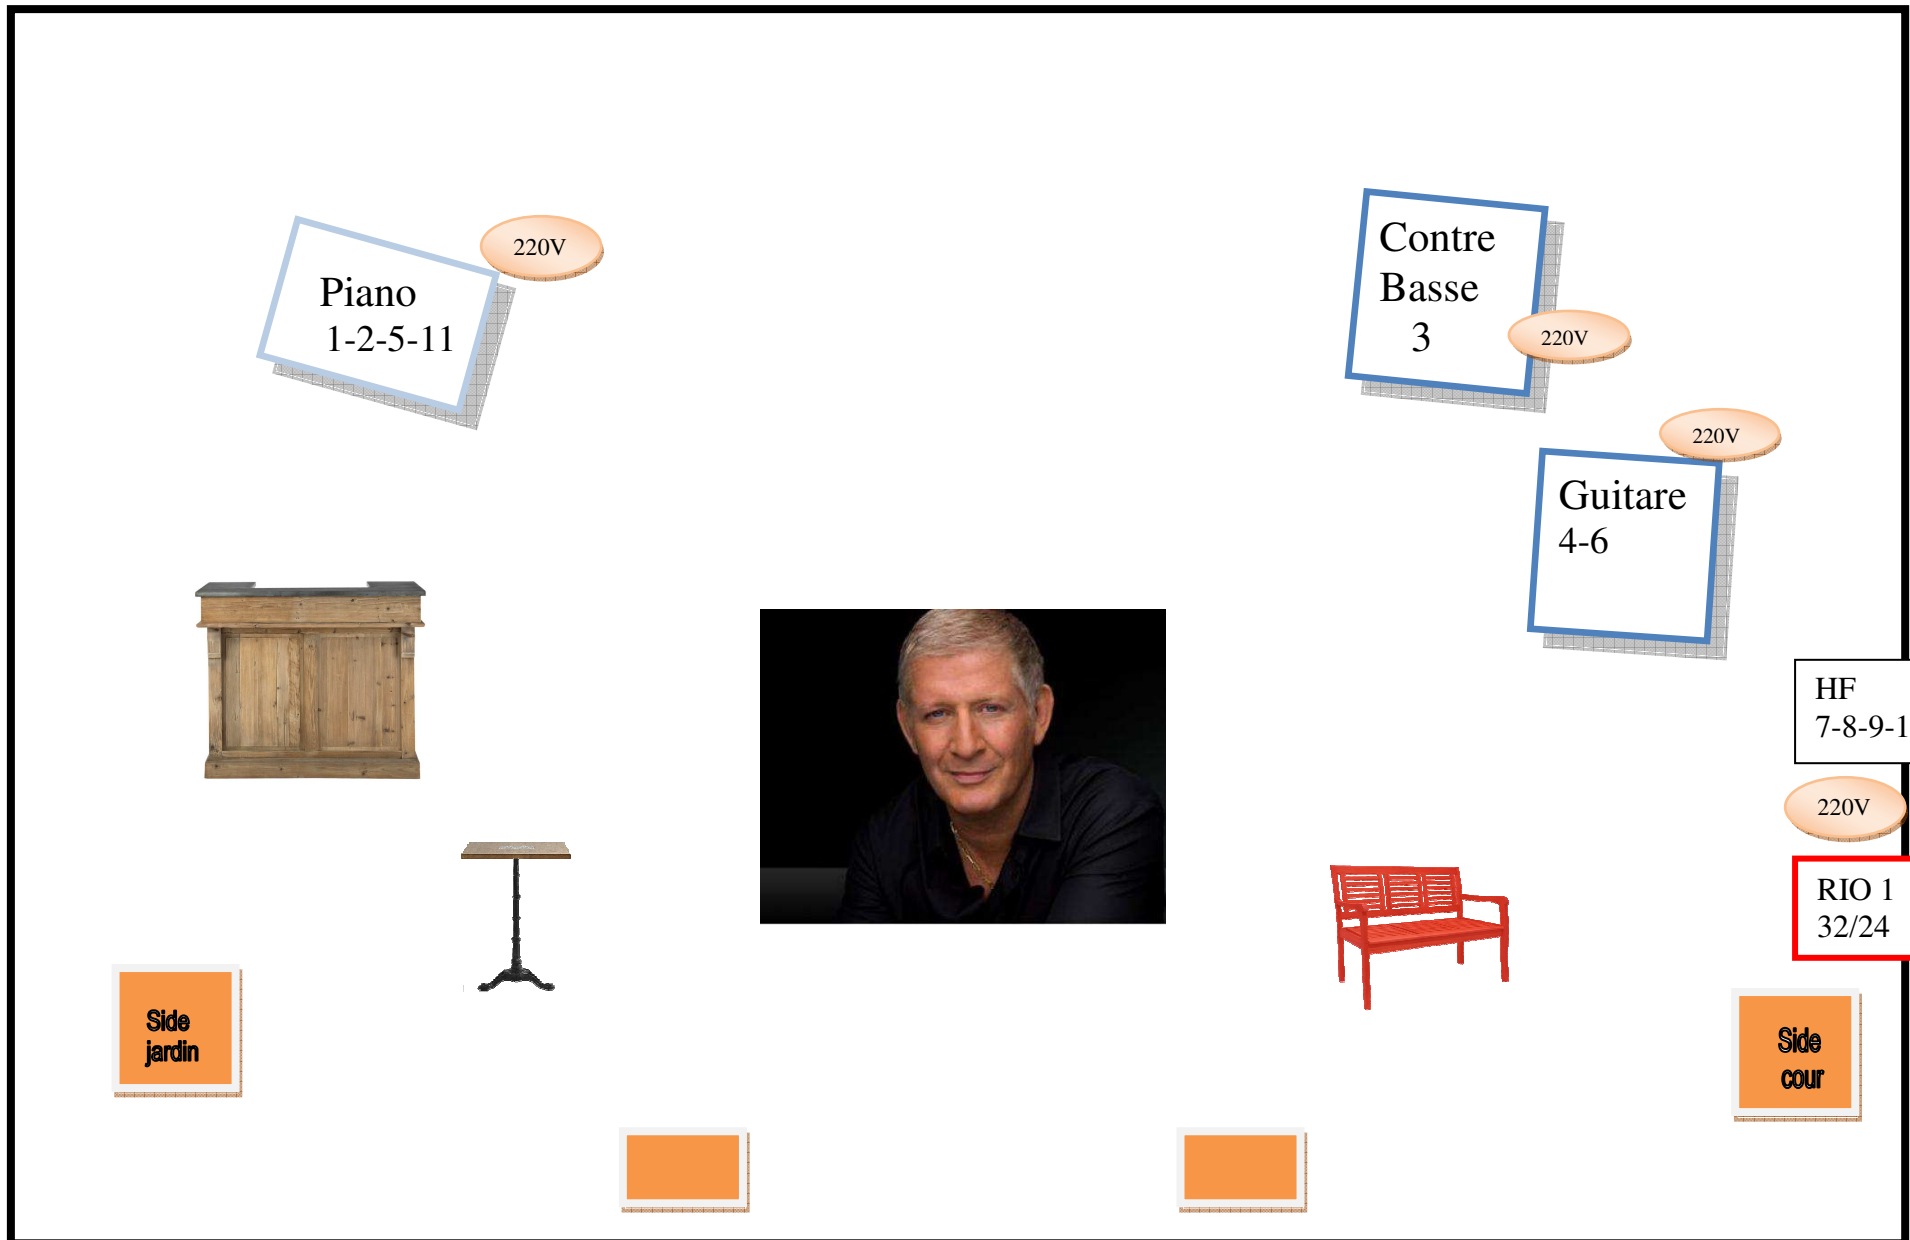 220V
Piano
1-2-5-11
Contre
Basse
3
220V
220V
Guitare
4-6
HF
7-8-9-1
220V
RIO 1
32/24
Side
jardin
Side
cour